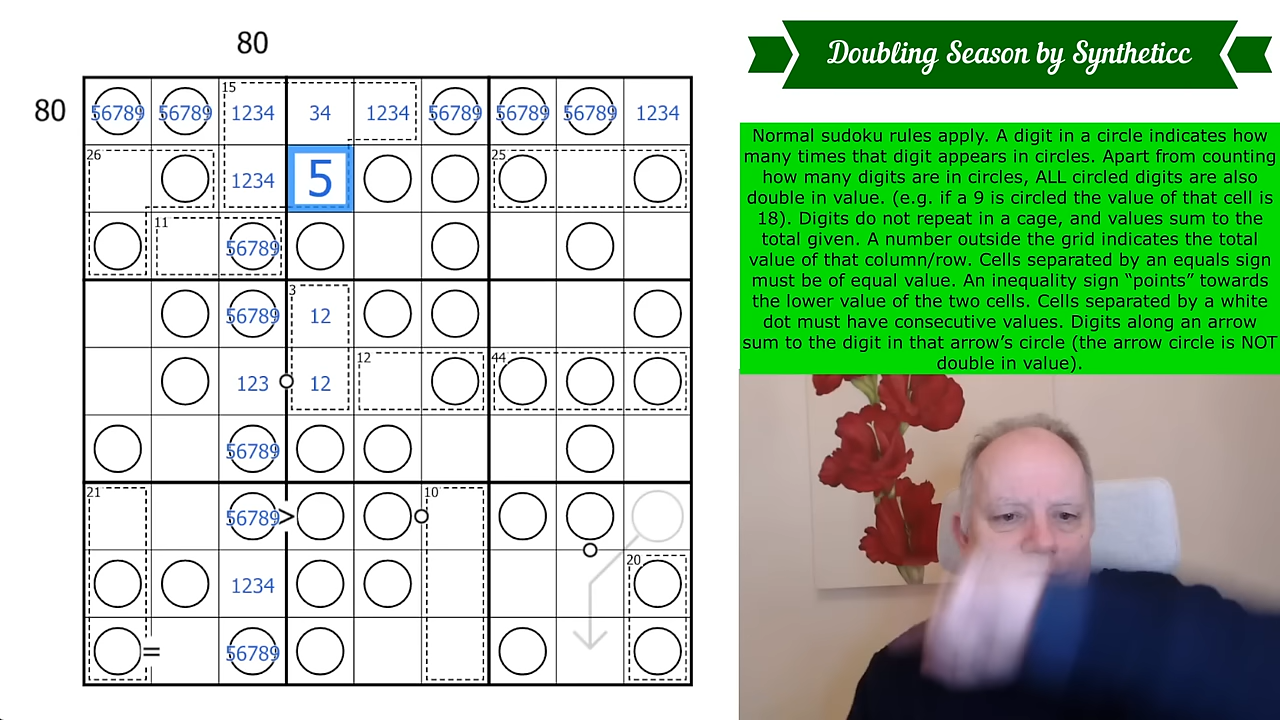 80
Doubling Season by Syntheticc
80
15
56789 56789 1234 34 1234 56789 56789 56789 1234
26 25
1234 5
11
56789
3
56789 12
12 44
123 12
56789
21 10
56789 >
20
1234
= 56789
Normal sudoku rules apply. A digit in a circle indicates how
many times that digit appears in circles. Apart from counting
how many digits are in circles, ALL circled digits are also
double in value. (e.g. if a 9 is circled the value of that cell is
18). Digits do not repeat in a cage, and values sum to the
total given. A number outside the grid indicates the total
value of that column/row. Cells separated by an equals sign
must be of equal value. An inequality sign “points” towards
the lower value of the two cells. Cells separated by a white
dot must have consecutive values. Digits along an arrow
sum to the digit in that arrow’s circle (the arrow circle is NOT
double in value).